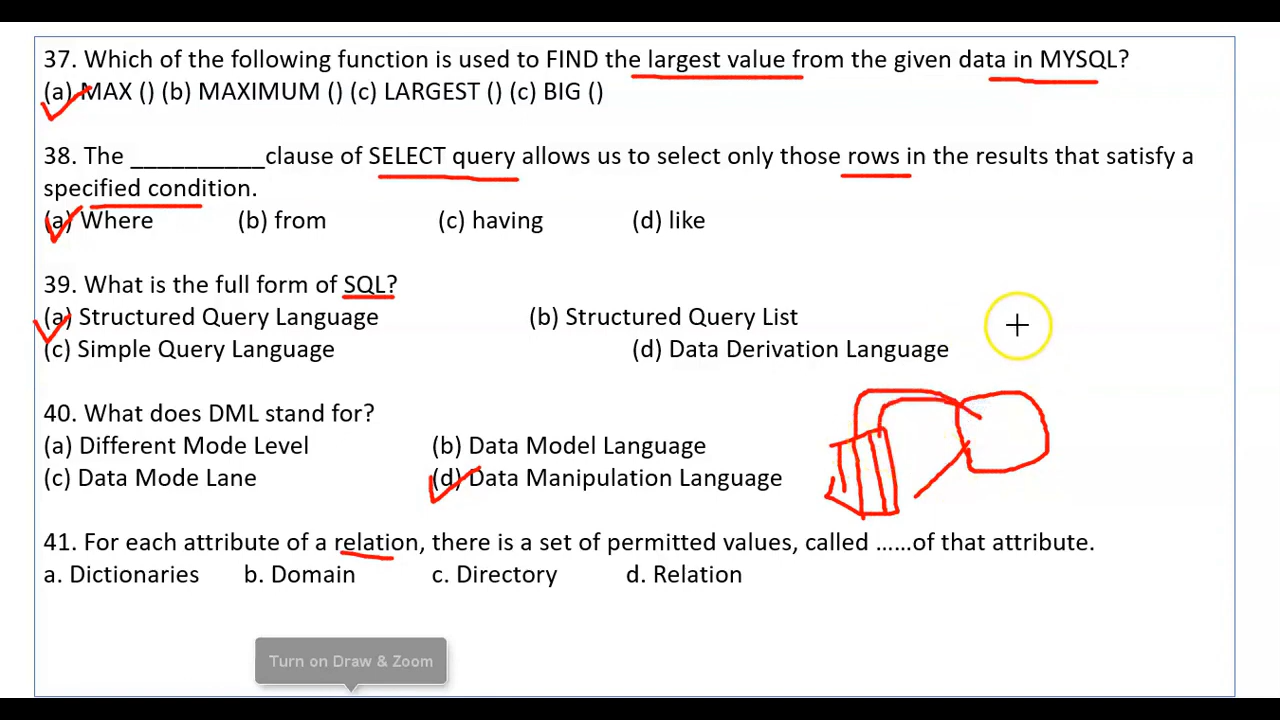 37. Which of the following function is used to FIND the largest value from the given data in MYSQL?
(a) MAX () (b) MAXIMUM () (c) LARGEST () (c) BIG ()
38. The __________clause of SELECT query allows us to select only those rows in the results that satisfy a
specified condition.
(a) Where (b) from (c) having (d) like
39. What is the full form of SQL?
(a) Structured Query Language (b) Structured Query List
(c) Simple Query Language (d) Data Derivation Language
40. What does DML stand for?
(a) Different Mode Level (b) Data Model Language
(c) Data Mode Lane (d) Data Manipulation Language
41. For each attribute of a relation, there is a set of permitted values, called ……of that attribute.
a. Dictionaries b. Domain c. Directory d. Relation
Turn on Draw & Zoom